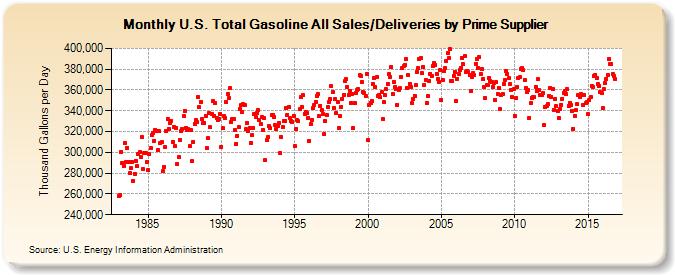 Monthly U.S. Total Gasoline All Sales/Deliveries by Prime Supplier
Thousand Gallons per Day
400,000
380,000
360,000
340,000
320,000
300,000
280,000
260,000
240,000
1985 1990 1995 2000 2005 2010 2015
Source: U.S. Energy Information Administration